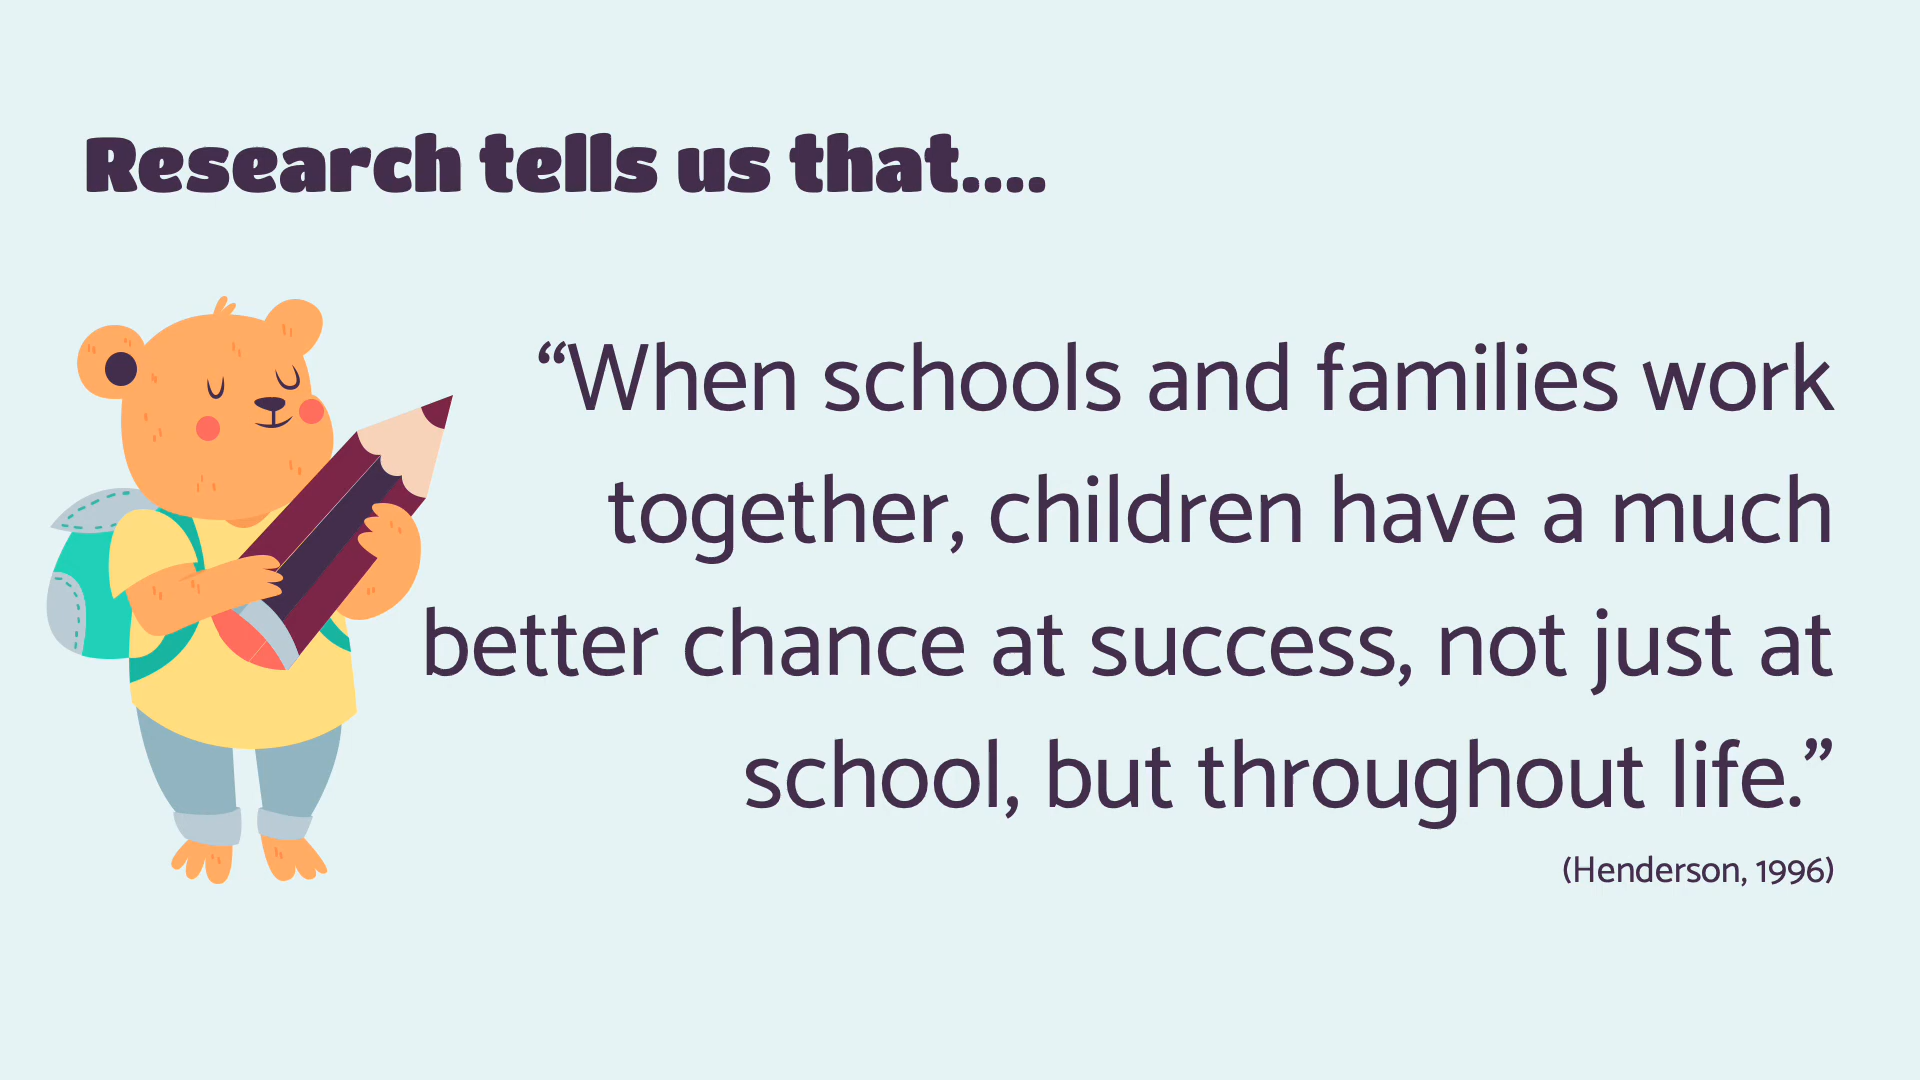 Research tells us that....
“When schools and families work
together, children have a much
better chance at success, not just at
school, but throughout life.”
(Henderson, 1996)